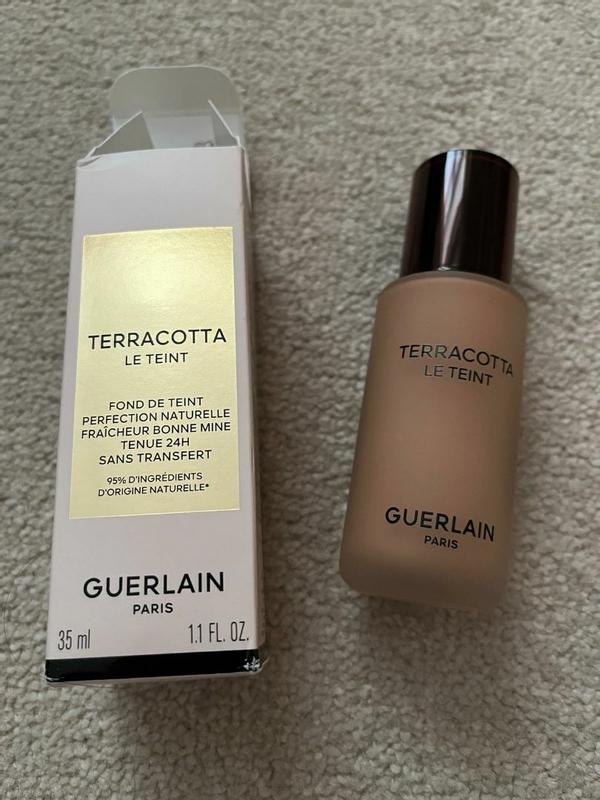 TERRACOTTA
LE TEINT
FOND DE TEINT
PERFECTION NATURELLE
FRAÎCHEUR BONNE MINE
TENUE 24H
SANS TRANSFERT
95% D'INGRÉDIENTS
D'ORIGINE NATURELLE*
GUERLAIN
PARIS
35 ml 1.1 FL. OZ.
TERRACOTTA
LE TEINT
GUERLAIN
PARIS